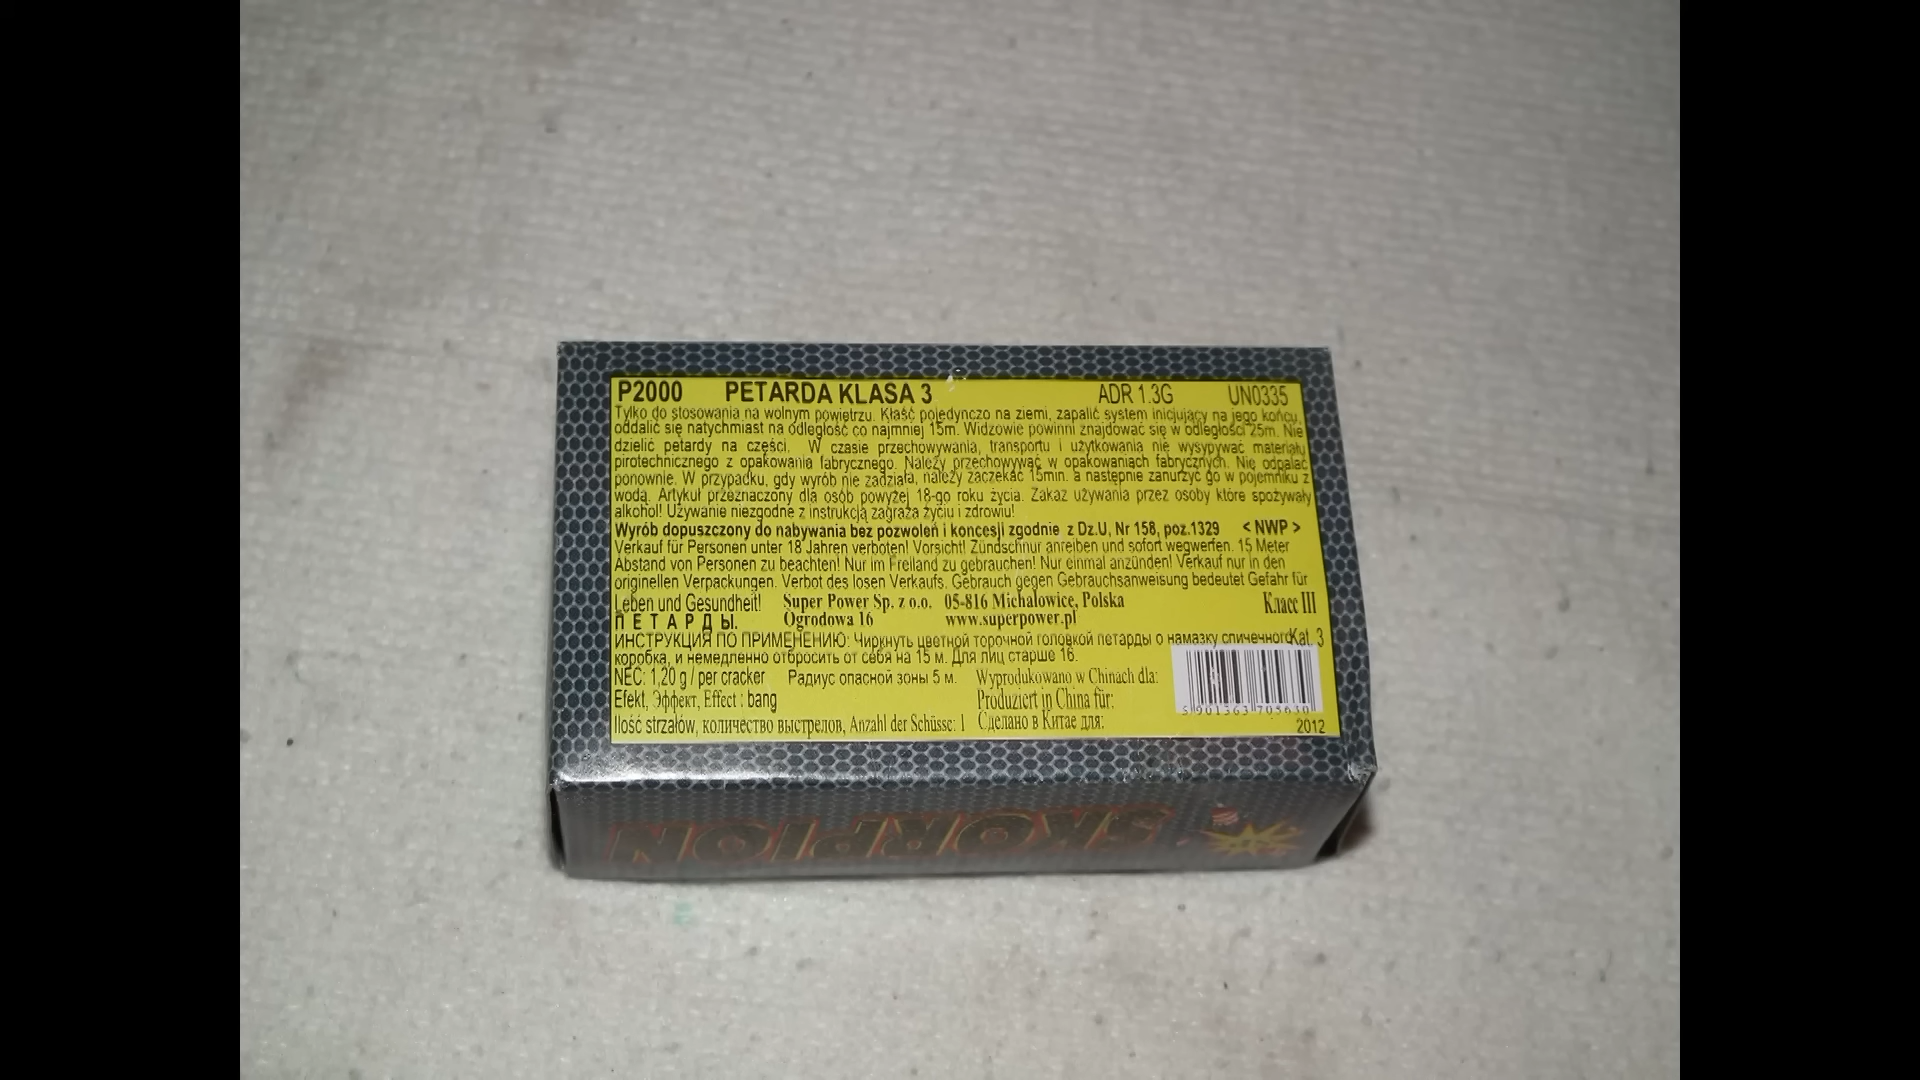 P2000 PETARDA KLASA 3 ADR 1.3G UN0335
Tylko do stosowania na wolnym powietrzu. Kłaść pojedynczo na ziemi, zapalić system inicjujący na jego końcu,
oddalić się natychmiast na odległość co najmniej 15m. Widzowie powinni znajdować się w odległości 25m. Nie
dzielić petardy na części. W czasie przechowywania, transportu i użytkowania nie wysypywać materiału
pirotechnicznego z opakowania fabrycznego. Należy przechowywać w opakowaniach fabrycznych. Nie odpalać
ponownie. W przypadku, gdy wyrób nie zadziała, należy zaczekać 15min. a następnie zanurzyć go w pojemniku z
wodą. Artykuł przeznaczony dla osób powyżej 18-go roku życia. Zakaz używania przez osoby które spożywały
alkohol! Używanie niezgodne z instrukcją zagraża życiu i zdrowiu!
Wyrób dopuszczony do nabywania bez pozwoleń i koncesji zgodnie z Dz.U, Nr 158, poz.1329 < NWP >
Verkauf für Personen unter 18 Jahren verboten! Vorsicht! Zündschnur anreiben und sofort wegwerfen. 15 Meter
Abstand von Personen zu beachten! Nur im Freiland zu gebrauchen! Nur einmal anzünden! Verkauf nur in den
originellen Verpackungen. Verbot des losen Verkaufs. Gebrauch gegen Gebrauchsanweisung bedeutet Gefahr für
Leben und Gesundheit! Super Power Sp. z o.o. 05-816 Michałowice, Polska Класс III
ПЕТАРДЫ. Ogrodowa 16 www.superpower.pl
ИНСТРУКЦИЯ ПО ПРИМЕНЕНИЮ: Чиркнуть цветной торочной головкой петарды о намазку спиченного Kat. 3
коробка, и немедленно отбросить от себя на 15 м. Для лиц старше 16.
NEC: 1,20 g / per cracker Радиус опасной зоны 5 м. Wyprodukowano w Chinach dla:
Efekt, Эффект, Effect : bang Produziert in China für:
5 901363 705630
Ilość strzałów, количество выстрелов, Anzahl der Schüsse: 1 Сделано в Китае для: 2012
SKORPION